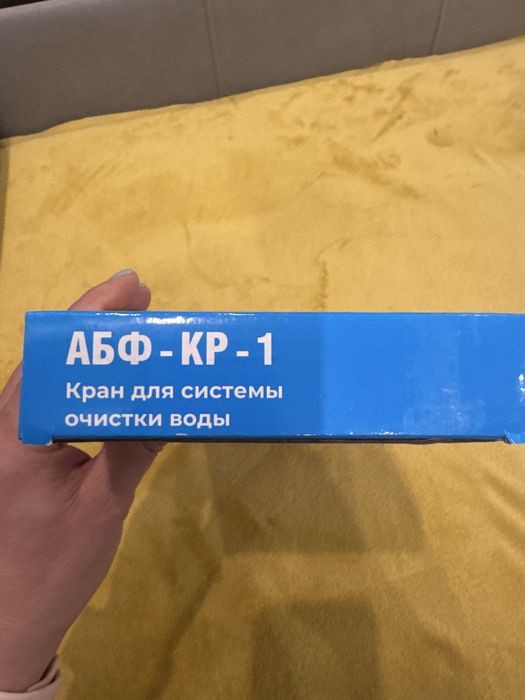 АБФ - КР - 1
Кран для системы
очистки воды